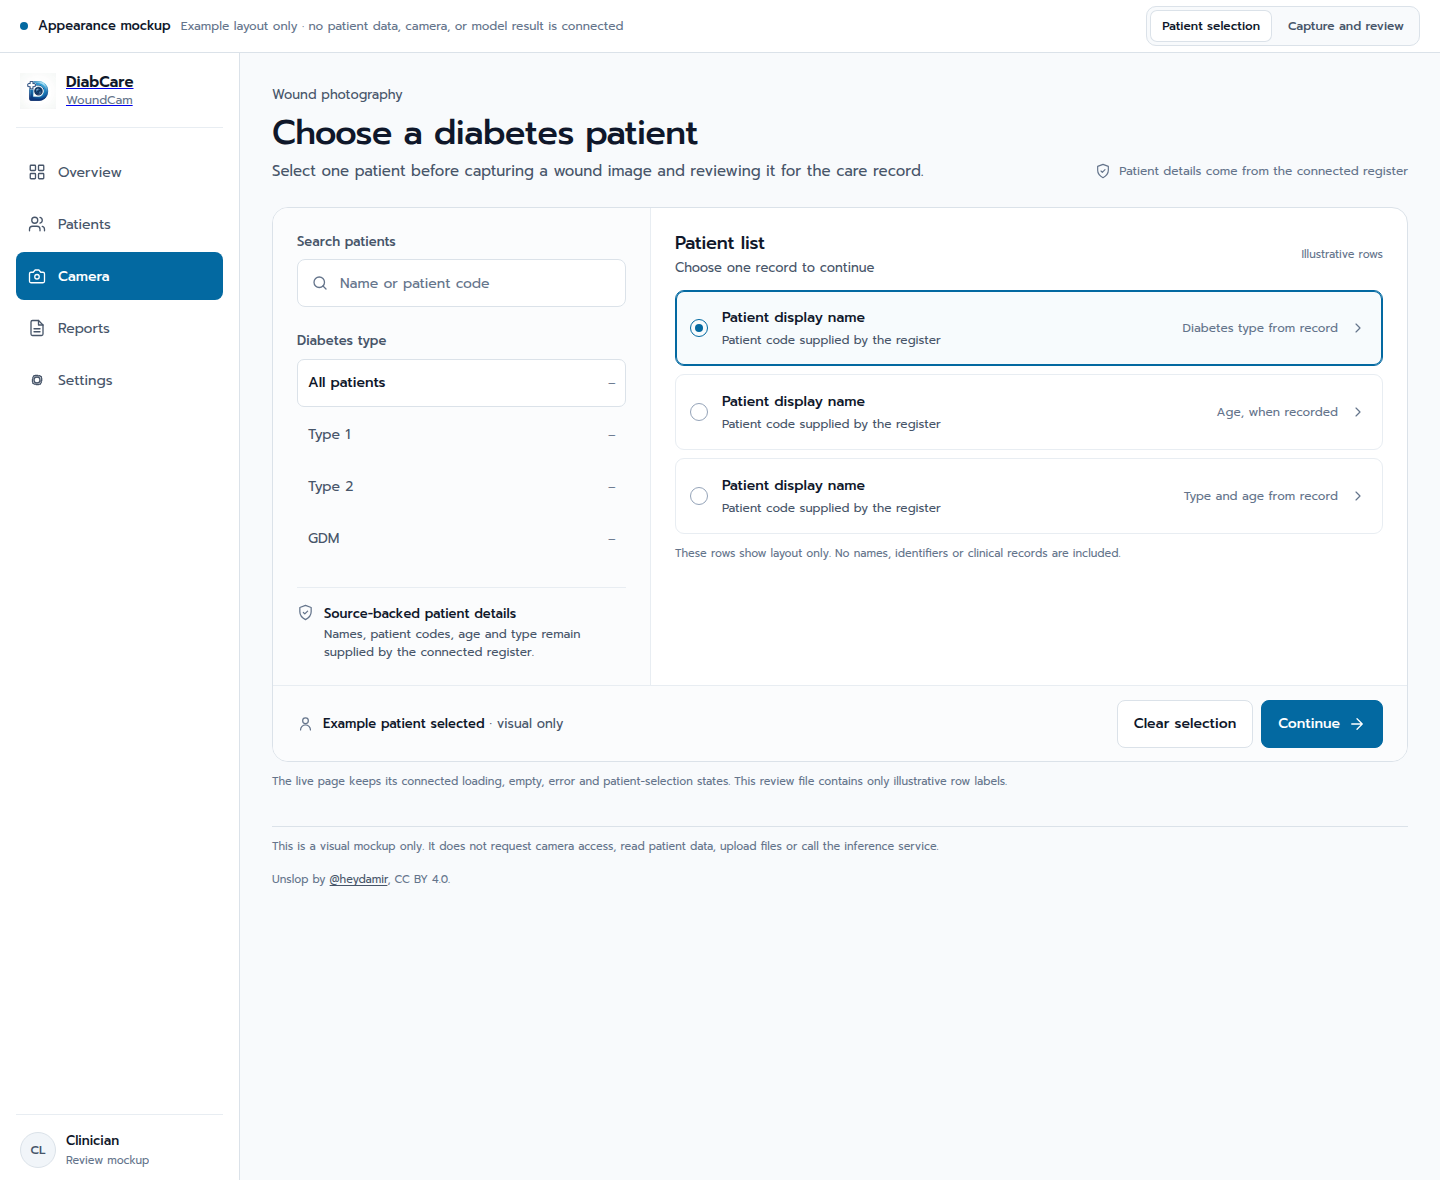 Appearance mockup Example layout only · no patient data, camera, or model result is connected
Patient selection Capture and review
DiabCare
WoundCam
Overview
Patients
Camera
Reports
Settings
Clinician
CL
Review mockup
Wound photography
Choose a diabetes patient
Select one patient before capturing a wound image and reviewing it for the care record.
Patient details come from the connected register
Search patients
Name or patient code
Diabetes type
All patients –
Type 1 –
Type 2 –
GDM –
Source-backed patient details
Names, patient codes, age and type remain
supplied by the connected register.
Patient list
Choose one record to continue
Illustrative rows
Patient display name
Patient code supplied by the register
Diabetes type from record
Patient display name
Patient code supplied by the register
Age, when recorded
Patient display name
Patient code supplied by the register
Type and age from record
These rows show layout only. No names, identifiers or clinical records are included.
Example patient selected · visual only
Clear selection
Continue
The live page keeps its connected loading, empty, error and patient-selection states. This review file contains only illustrative row labels.
This is a visual mockup only. It does not request camera access, read patient data, upload files or call the inference service.
Unslop by @heydamir, CC BY 4.0.